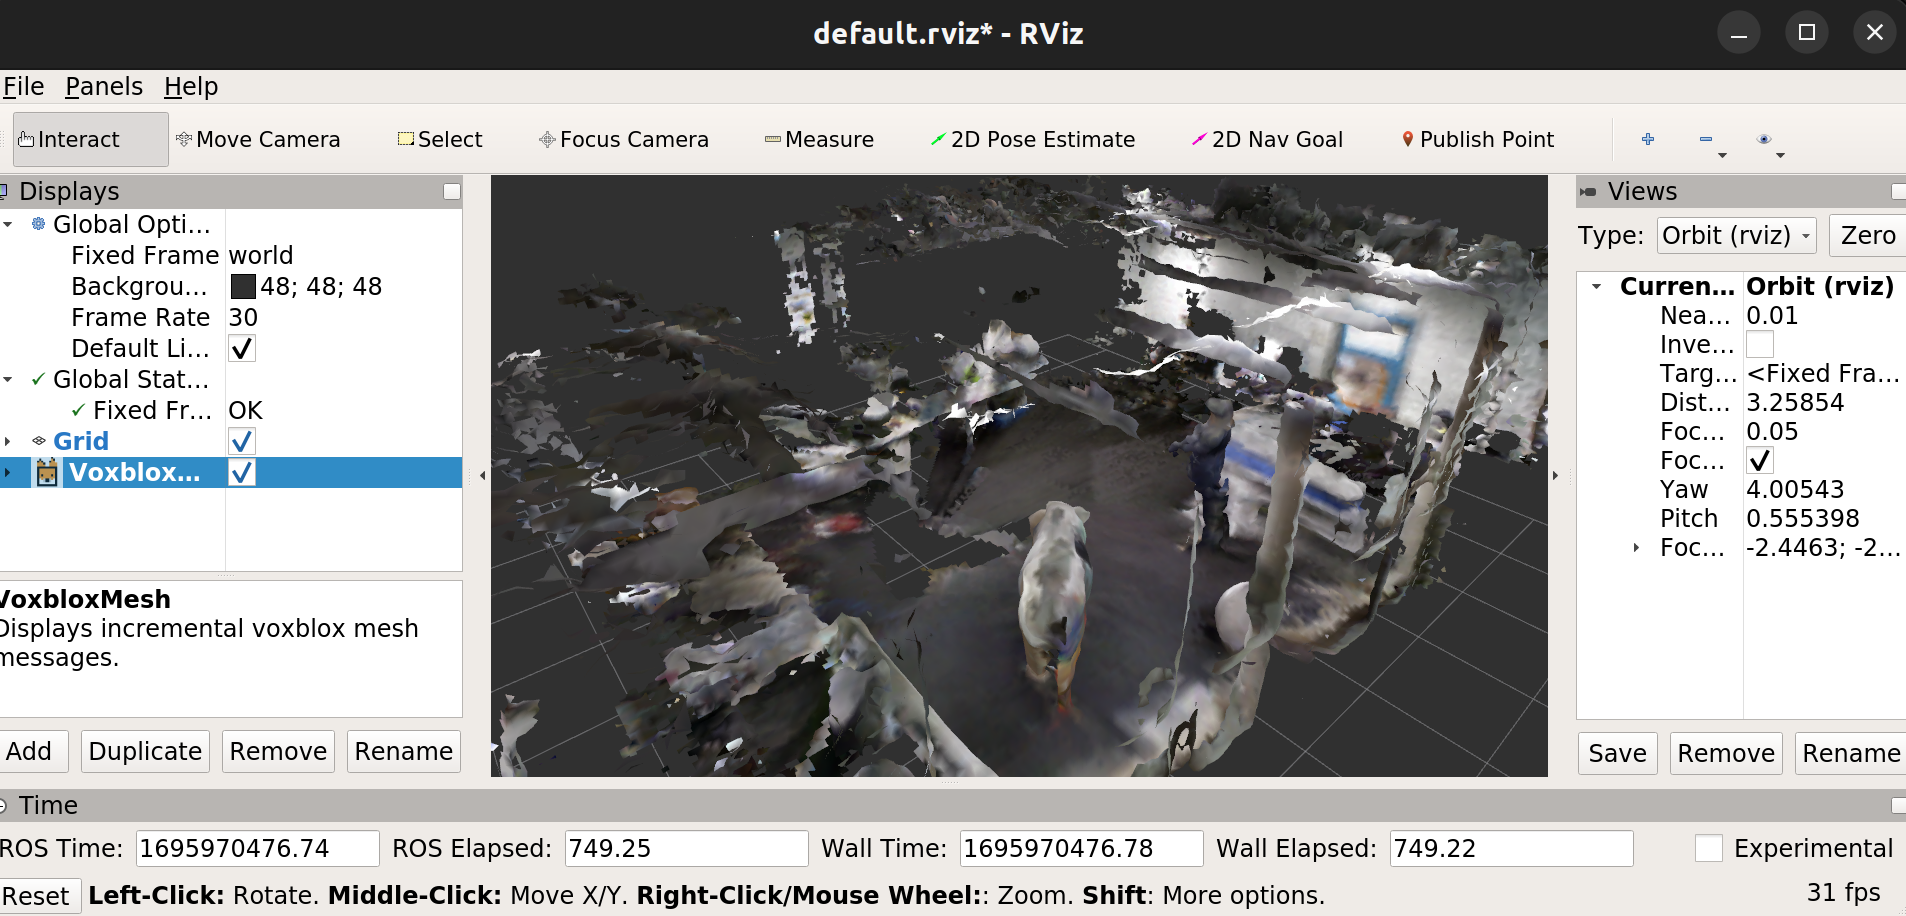 default.rviz* - RViz
File Panels Help
Interact Move Camera Select Focus Camera Measure 2D Pose Estimate 2D Nav Goal Publish Point
Displays
Global Opti...
Fixed Frame world
Backgrou... 48; 48; 48
Frame Rate 30
Default Li...
Global Stat...
Fixed Fr... OK
Grid
Voxblox...
VoxbloxMesh
Displays incremental voxblox mesh
messages.
Add Duplicate Remove Rename
Views
Type: Orbit (rviz) Zero
Curren... Orbit (rviz)
Nea... 0.01
Inve...
Targ... <Fixed Fra...
Dist... 3.25854
Foc... 0.05
Foc...
Yaw 4.00543
Pitch 0.555398
Foc... -2.4463; -2...
Save Remove Rename
Time
ROS Time: 1695970476.74 ROS Elapsed: 749.25 Wall Time: 1695970476.78 Wall Elapsed: 749.22 Experimental
Reset Left-Click: Rotate. Middle-Click: Move X/Y. Right-Click/Mouse Wheel:: Zoom. Shift: More options. 31 fps